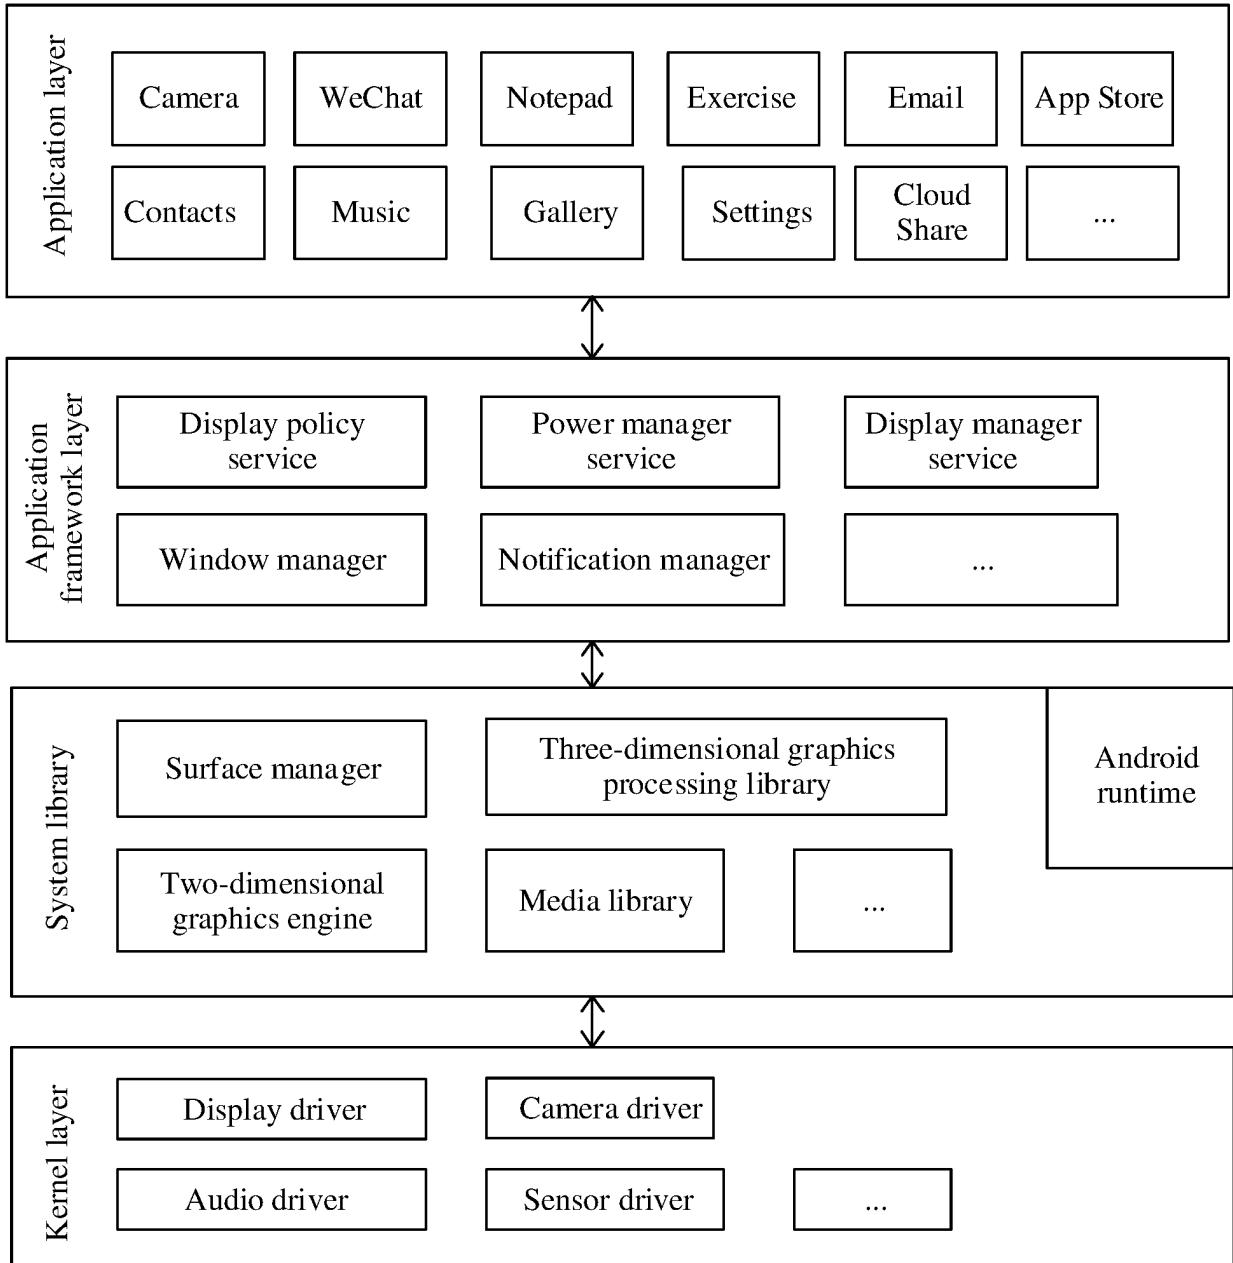 Application layer
Camera
WeChat
Notepad
Exercise
Email
App Store
Contacts
Music
Gallery
Settings
Cloud
Share
...
Application
framework layer
Display policy
service
Power manager
service
Display manager
service
Window manager
Notification manager
...
System library
Surface manager
Three-dimensional graphics
processing library
Android
runtime
Two-dimensional
graphics engine
Media library
...
Kernel layer
Display driver
Camera driver
Audio driver
Sensor driver
...